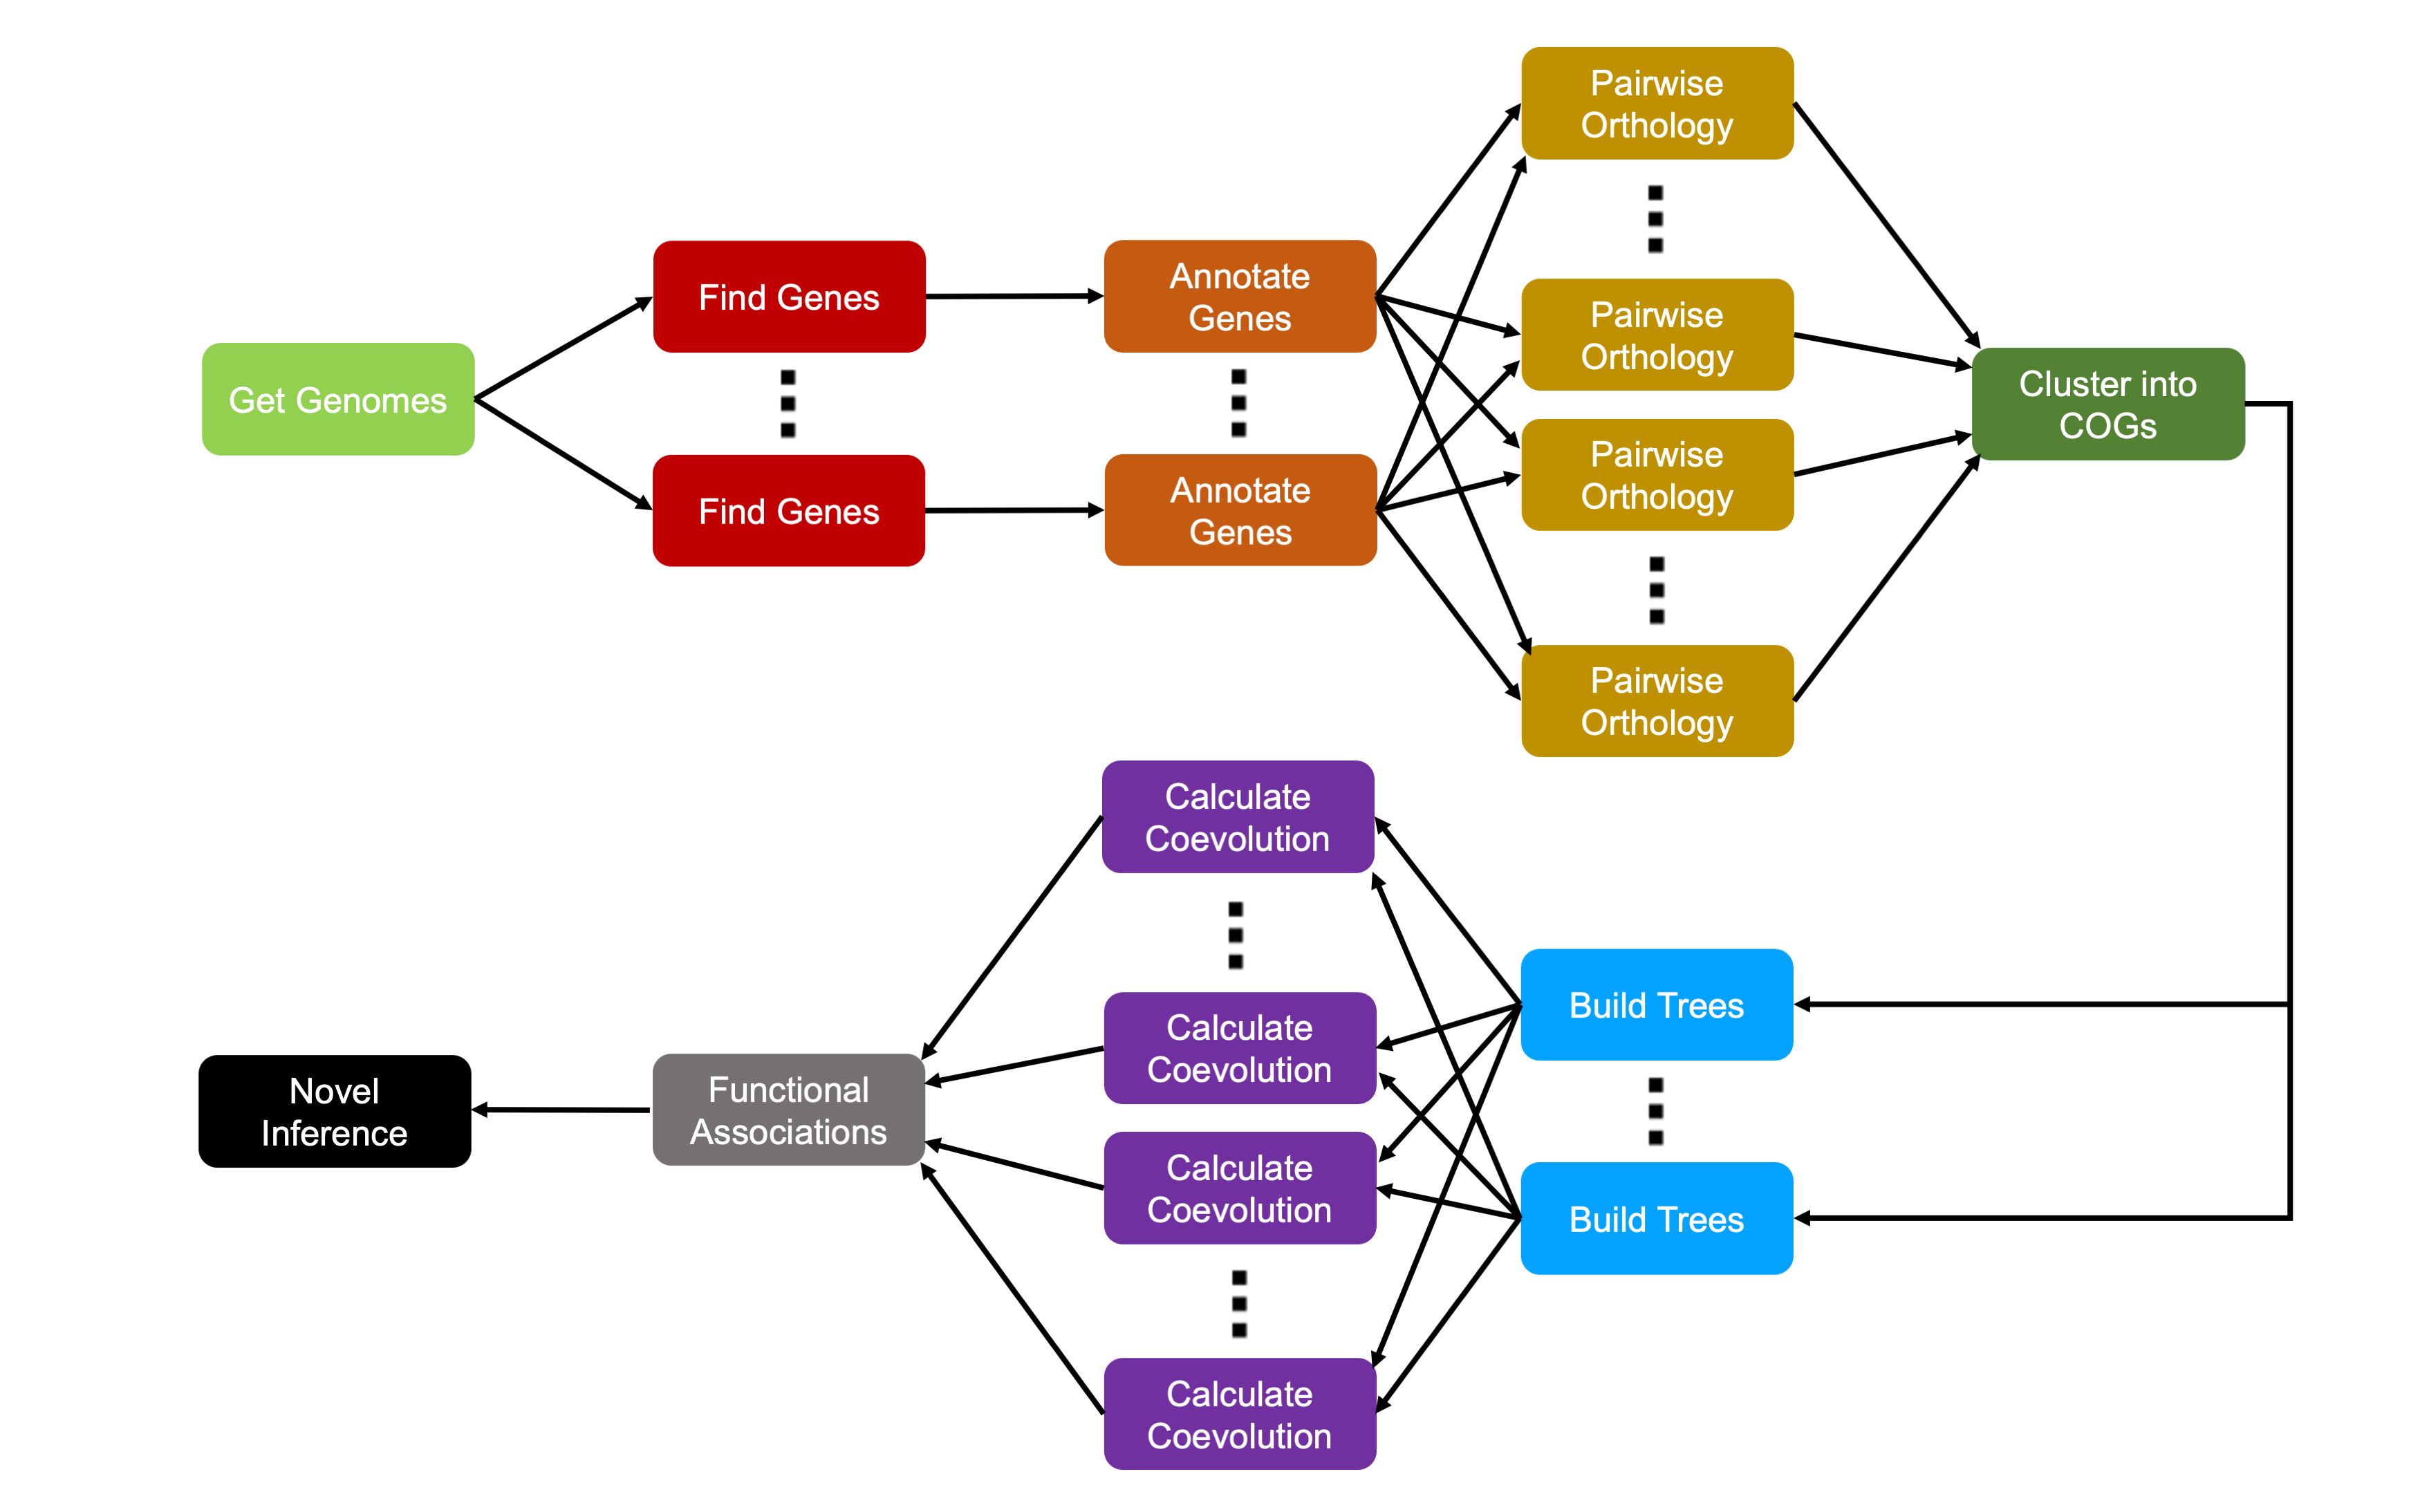 Get Genomes
Find Genes
Find Genes
Annotate
Genes
Annotate
Genes
Pairwise
Orthology
Pairwise
Orthology
Pairwise
Orthology
Pairwise
Orthology
Cluster into
COGs
Build Trees
Build Trees
Calculate
Coevolution
Calculate
Coevolution
Calculate
Coevolution
Calculate
Coevolution
Functional
Associations
Novel
Inference